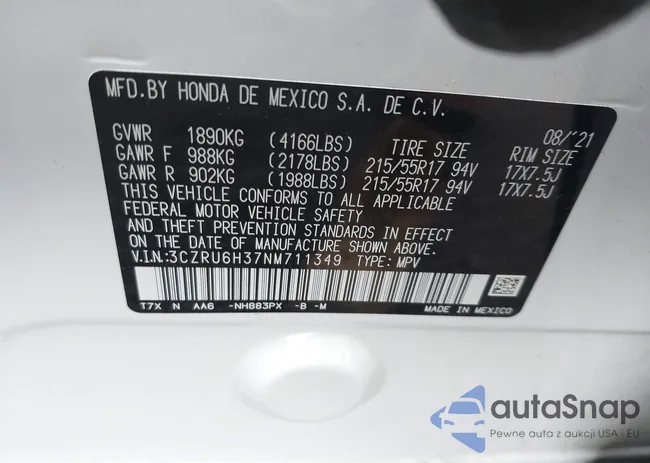 MFD.BY HONDA DE MEXICO S.A. DE C.V.
08/'21
GVWR 1890KG (4166LBS) TIRE SIZE RIM SIZE
GAWR F 988KG (2178LBS) 215/55R17 94V 17X7.5J
GAWR R 902KG (1988LBS) 215/55R17 94V 17X7.5J
THIS VEHICLE CONFORMS TO ALL APPLICABLE
FEDERAL MOTOR VEHICLE SAFETY
AND THEFT PREVENTION STANDARDS IN EFFECT
ON THE DATE OF MANUFACTURE SHOWN ABOVE.
V.I.N:3CZRU6H37NM711349 TYPE: MPV
T7X N AA6 -NH883PX -B -M MADE IN MEXICO
autaSnap
Pewne auta z aukcji USA i EU